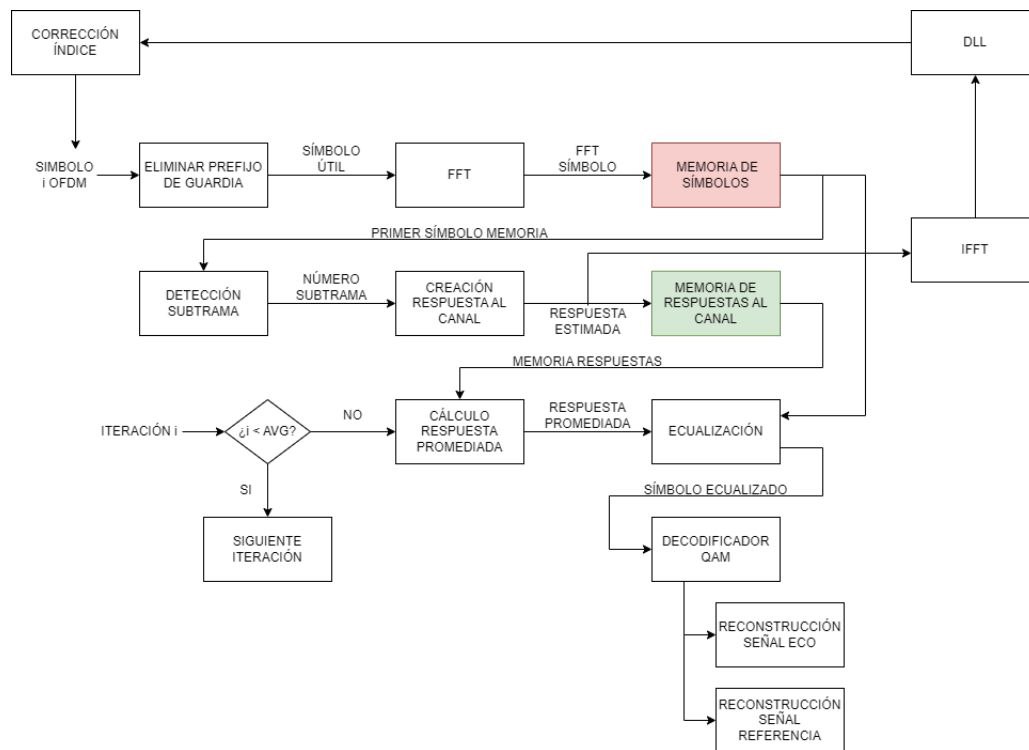 CORRECCIÓN
ÍNDICE
DLL
SIMBOLO
i OFDM
ELIMINAR PREFIJO
DE GUARDIA
SÍMBOLO
ÚTIL
FFT
FFT
SÍMBOLO
MEMORIA DE
SÍMBOLOS
PRIMER SÍMBOLO MEMORIA
IFFT
DETECCIÓN
SUBTRAMA
NÚMERO
SUBTRAMA
CREACIÓN
RESPUESTA AL
CANAL
RESPUESTA
ESTIMADA
MEMORIA DE
RESPUESTAS AL
CANAL
MEMORIA RESPUESTAS
ITERACIÓN i
¿i < AVG?
NO
CÁLCULO
RESPUESTA
PROMEDIADA
RESPUESTA
PROMEDIADA
ECUALIZACIÓN
SI
SÍMBOLO ECUALIZADO
SIGUIENTE
ITERACIÓN
DECODIFICADOR
QAM
RECONSTRUCCIÓN
SEÑAL ECO
RECONSTRUCCIÓN
SEÑAL
REFERENCIA